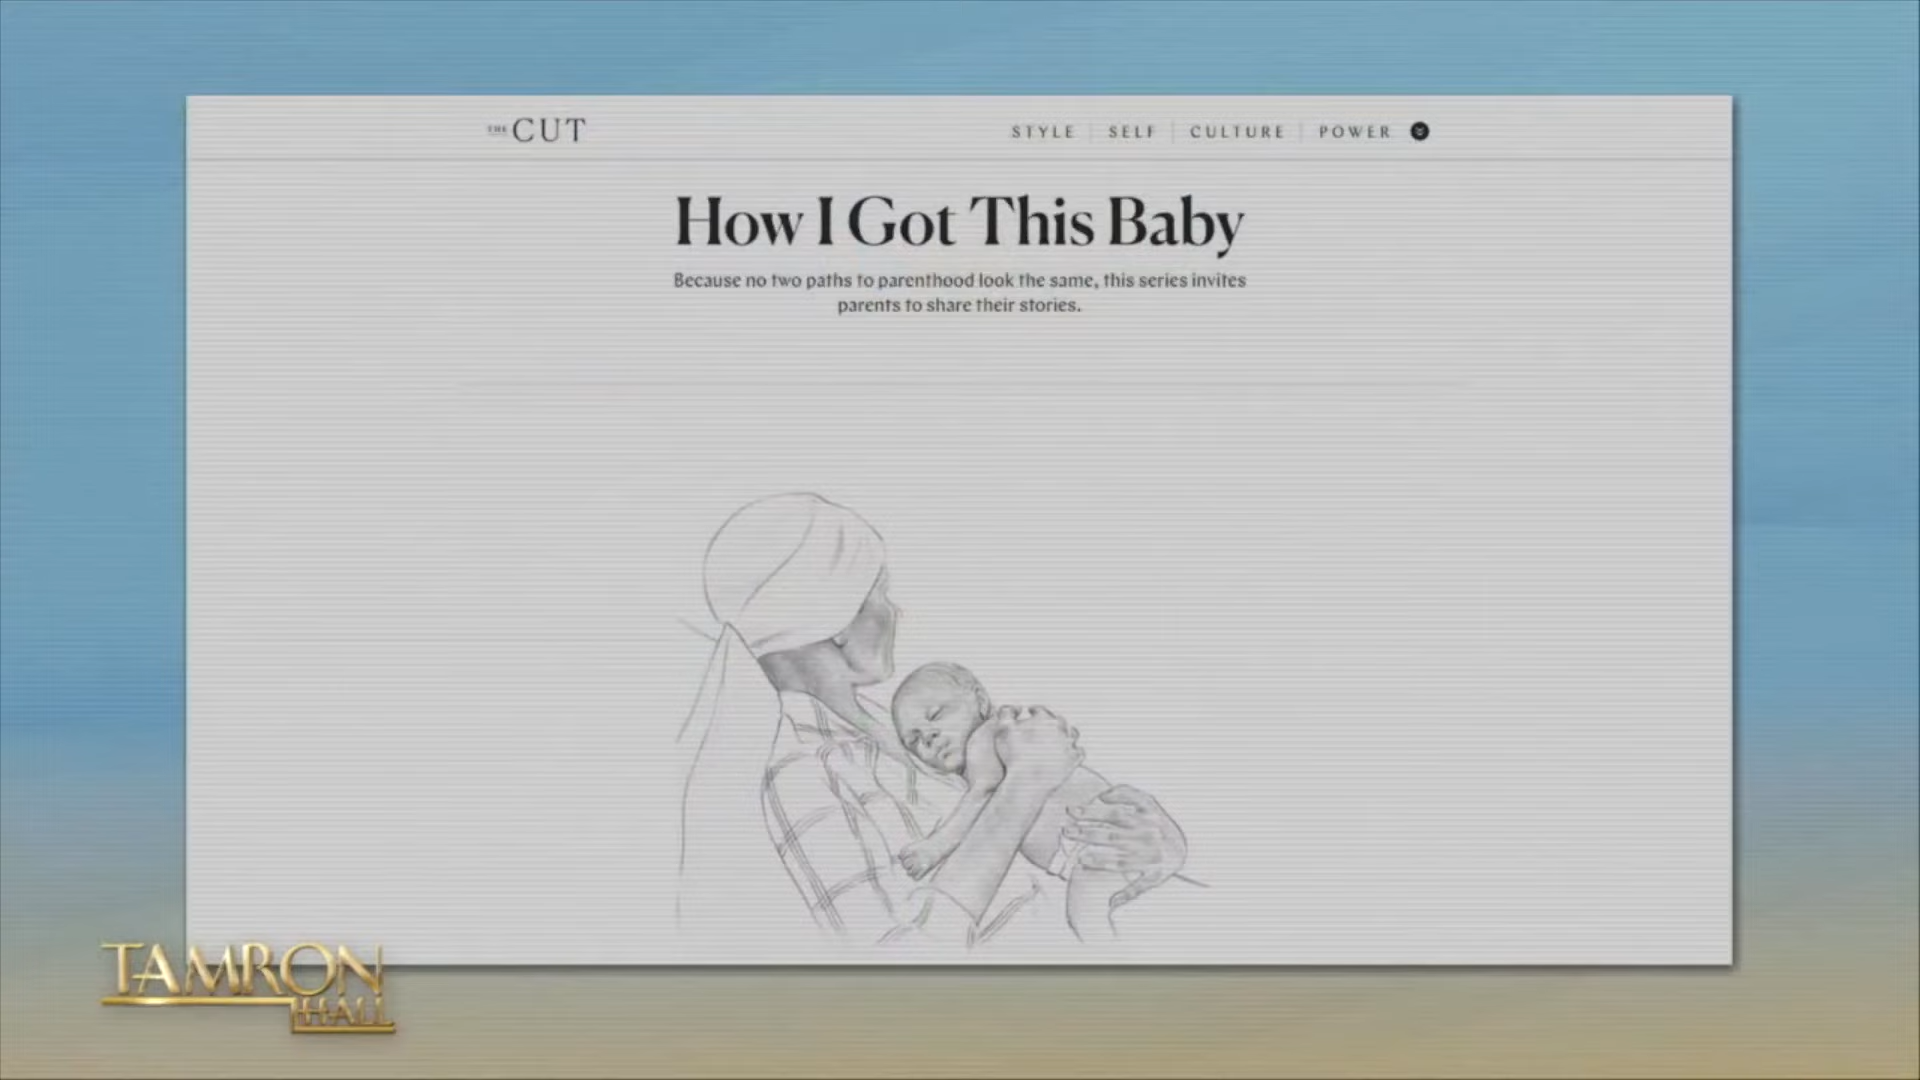 THE CUT
STYLE SELF CULTURE POWER
How I Got This Baby
Because no two paths to parenthood look the same, this series invites
parents to share their stories.
TAMRON
HALL